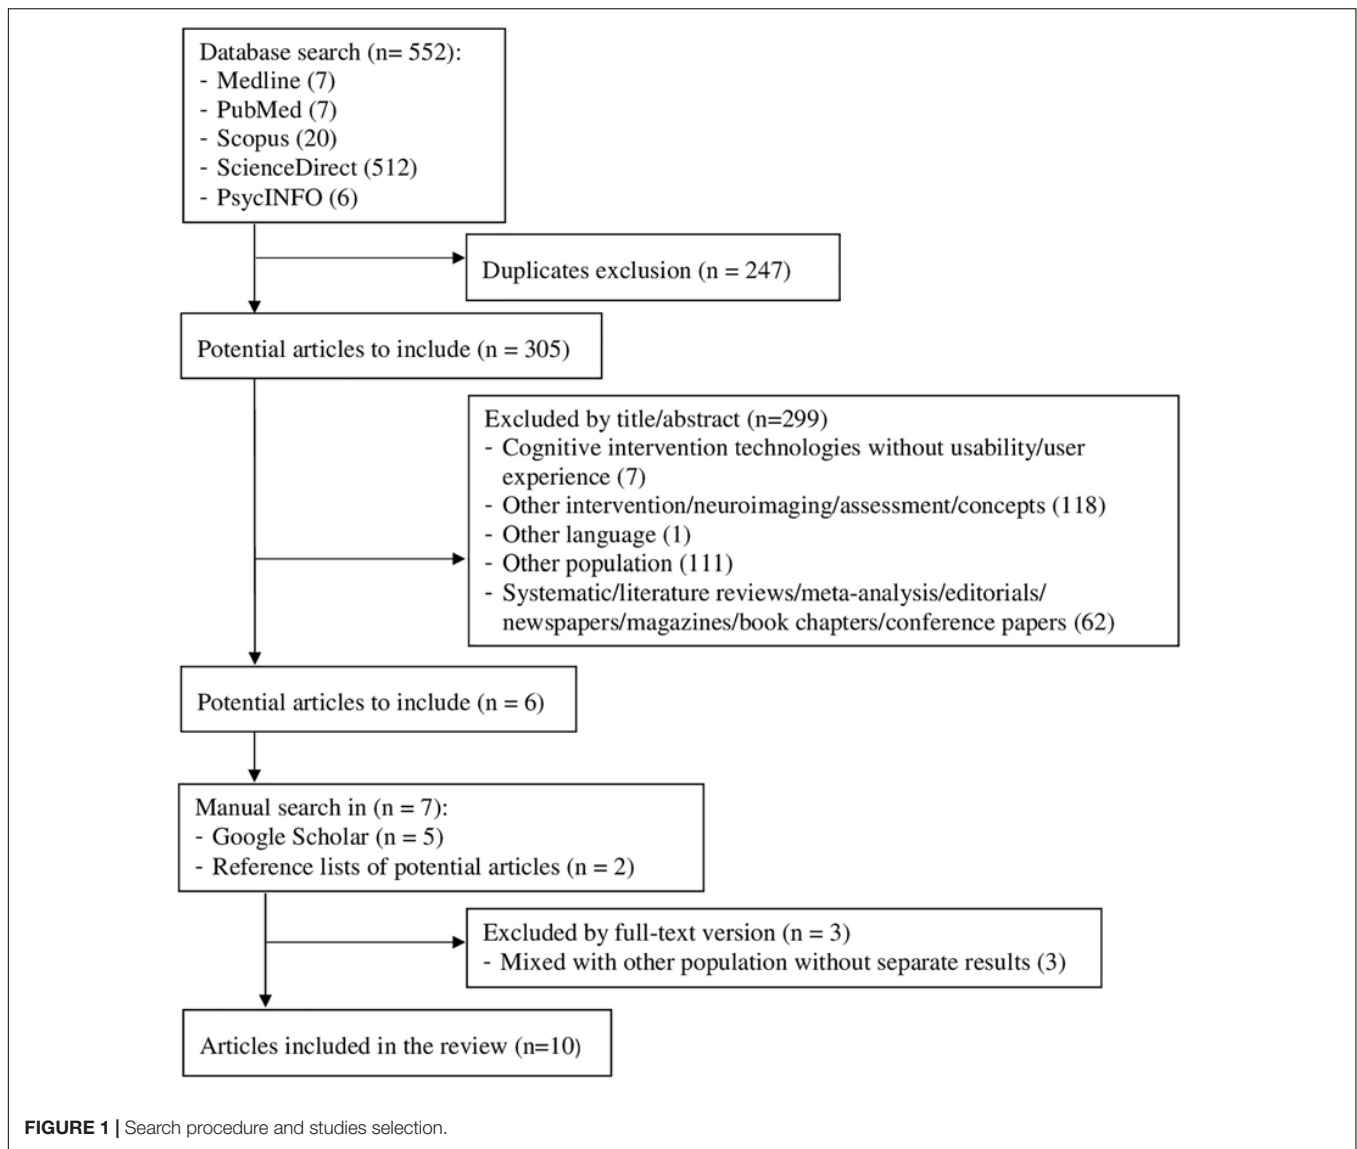 Database search (n= 552):
- Medline (7)
- PubMed (7)
- Scopus (20)
- ScienceDirect (512)
- PsycINFO (6)
Duplicates exclusion (n = 247)
Potential articles to include (n = 305)
Excluded by title/abstract (n=299)
- Cognitive intervention technologies without usability/user
experience (7)
- Other intervention/neuroimaging/assessment/concepts (118)
- Other language (1)
- Other population (111)
- Systematic/literature reviews/meta-analysis/editorials/
newspapers/magazines/book chapters/conference papers (62)
Potential articles to include (n = 6)
Manual search in (n = 7):
- Google Scholar (n = 5)
- Reference lists of potential articles (n = 2)
Excluded by full-text version (n = 3)
- Mixed with other population without separate results (3)
Articles included in the review (n=10)
FIGURE 1 | Search procedure and studies selection.